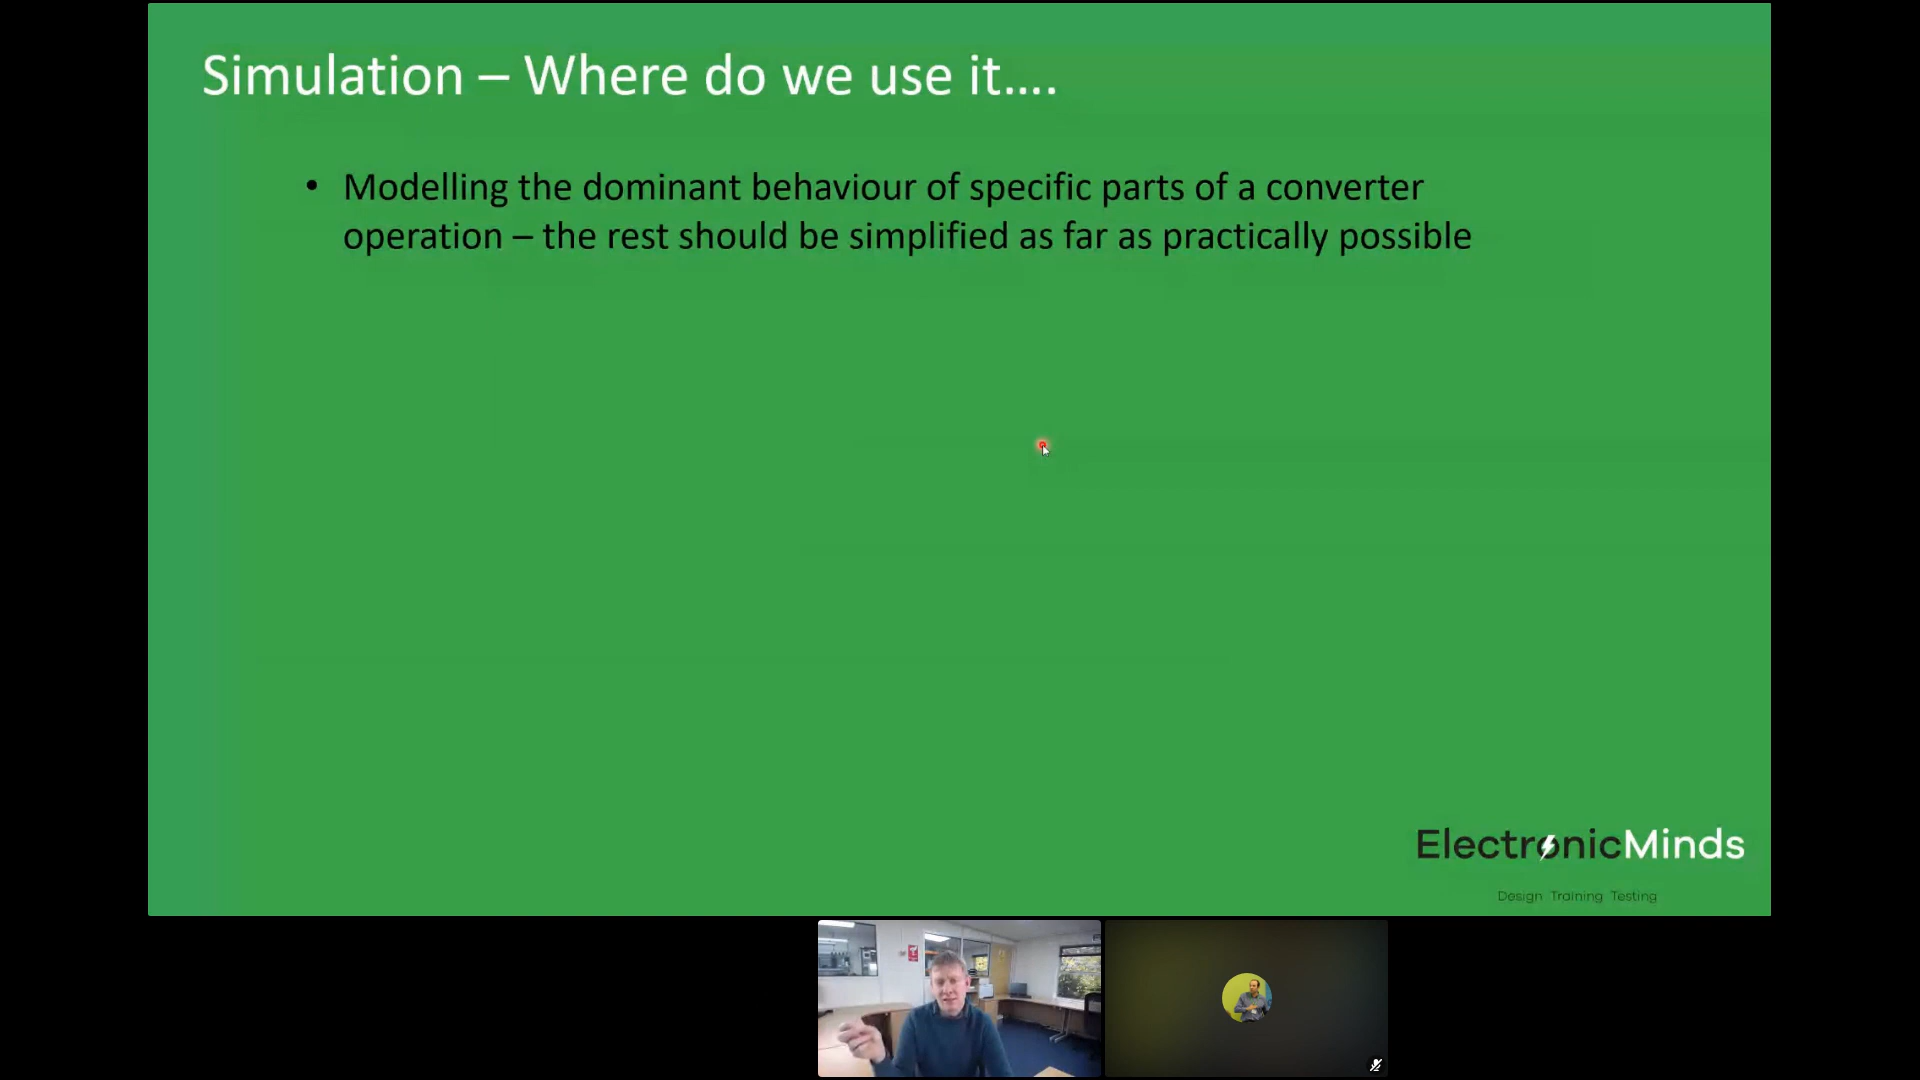 Simulation – Where do we use it….
• Modelling the dominant behaviour of specific parts of a converter
operation – the rest should be simplified as far as practically possible
ElectronicMinds
Design Training Testing